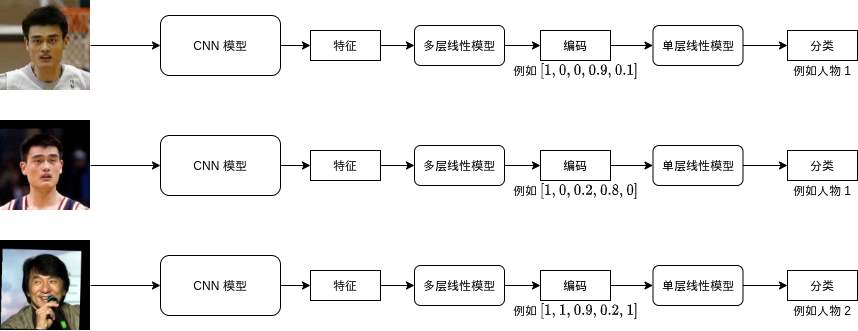 CNN 模型 特征 多层线性模型 编码 单层线性模型 分类
例如 [1, 0, 0, 0.9, 0.1] 例如人物 1
CNN 模型 特征 多层线性模型 编码 单层线性模型 分类
例如 [1, 0, 0.2, 0.8, 0] 例如人物 1
CNN 模型 特征 多层线性模型 编码 单层线性模型 分类
例如 [1, 1, 0.9, 0.2, 1] 例如人物 2